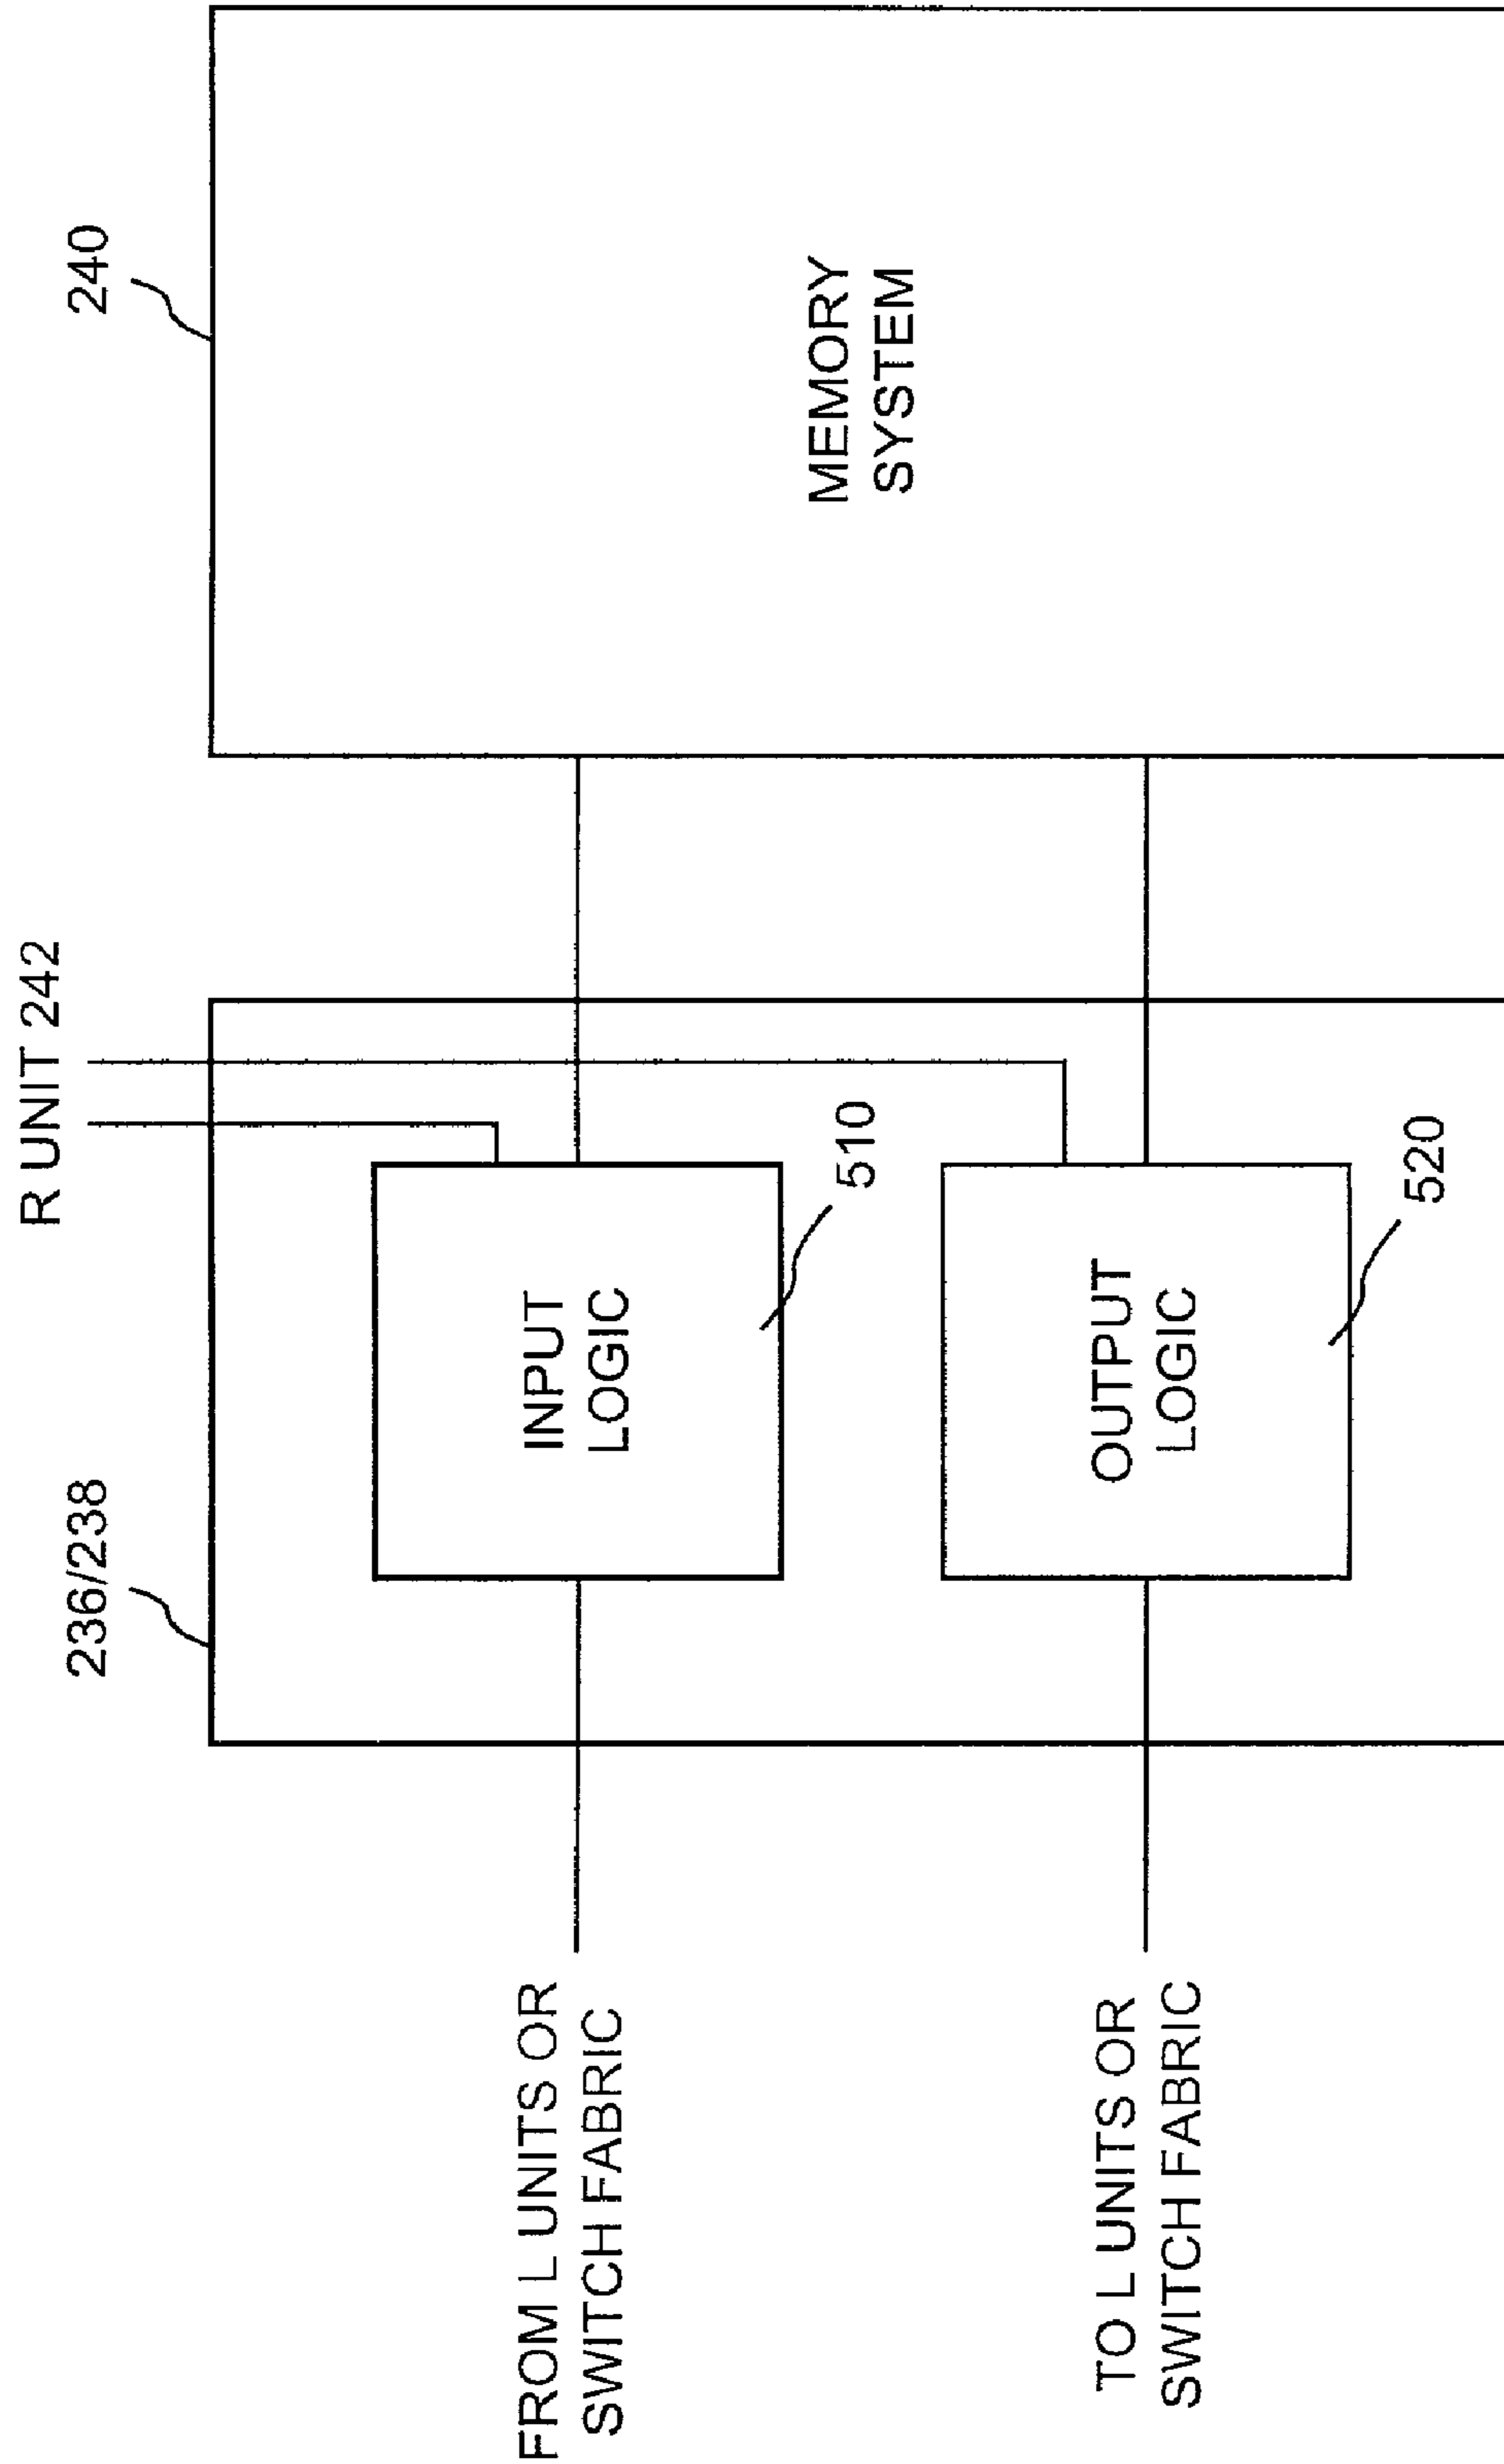 R UNIT 242
236/238
240
FROM L UNITS OR
SWITCH FABRIC
INPUT
LOGIC
510
MEMORY
SYSTEM
TO L UNITS OR
SWITCH FABRIC
OUTPUT
LOGIC
520